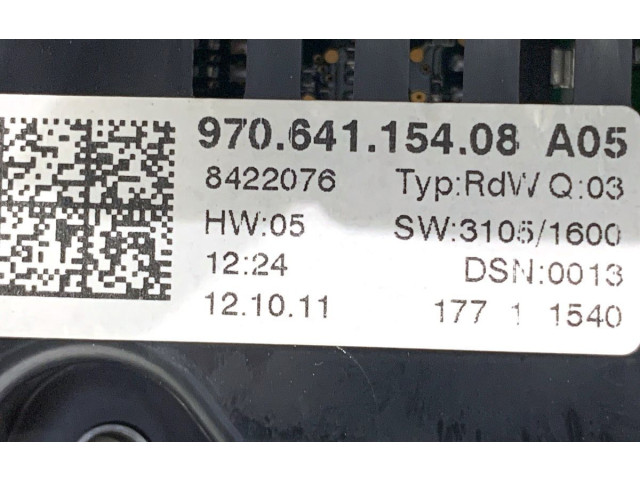 970.641.154.08 A05
8422076 Typ:RdW Q:03
HW:05 SW:3105/1600
12:24 DSN:0013
12.10.11 177 1 1540